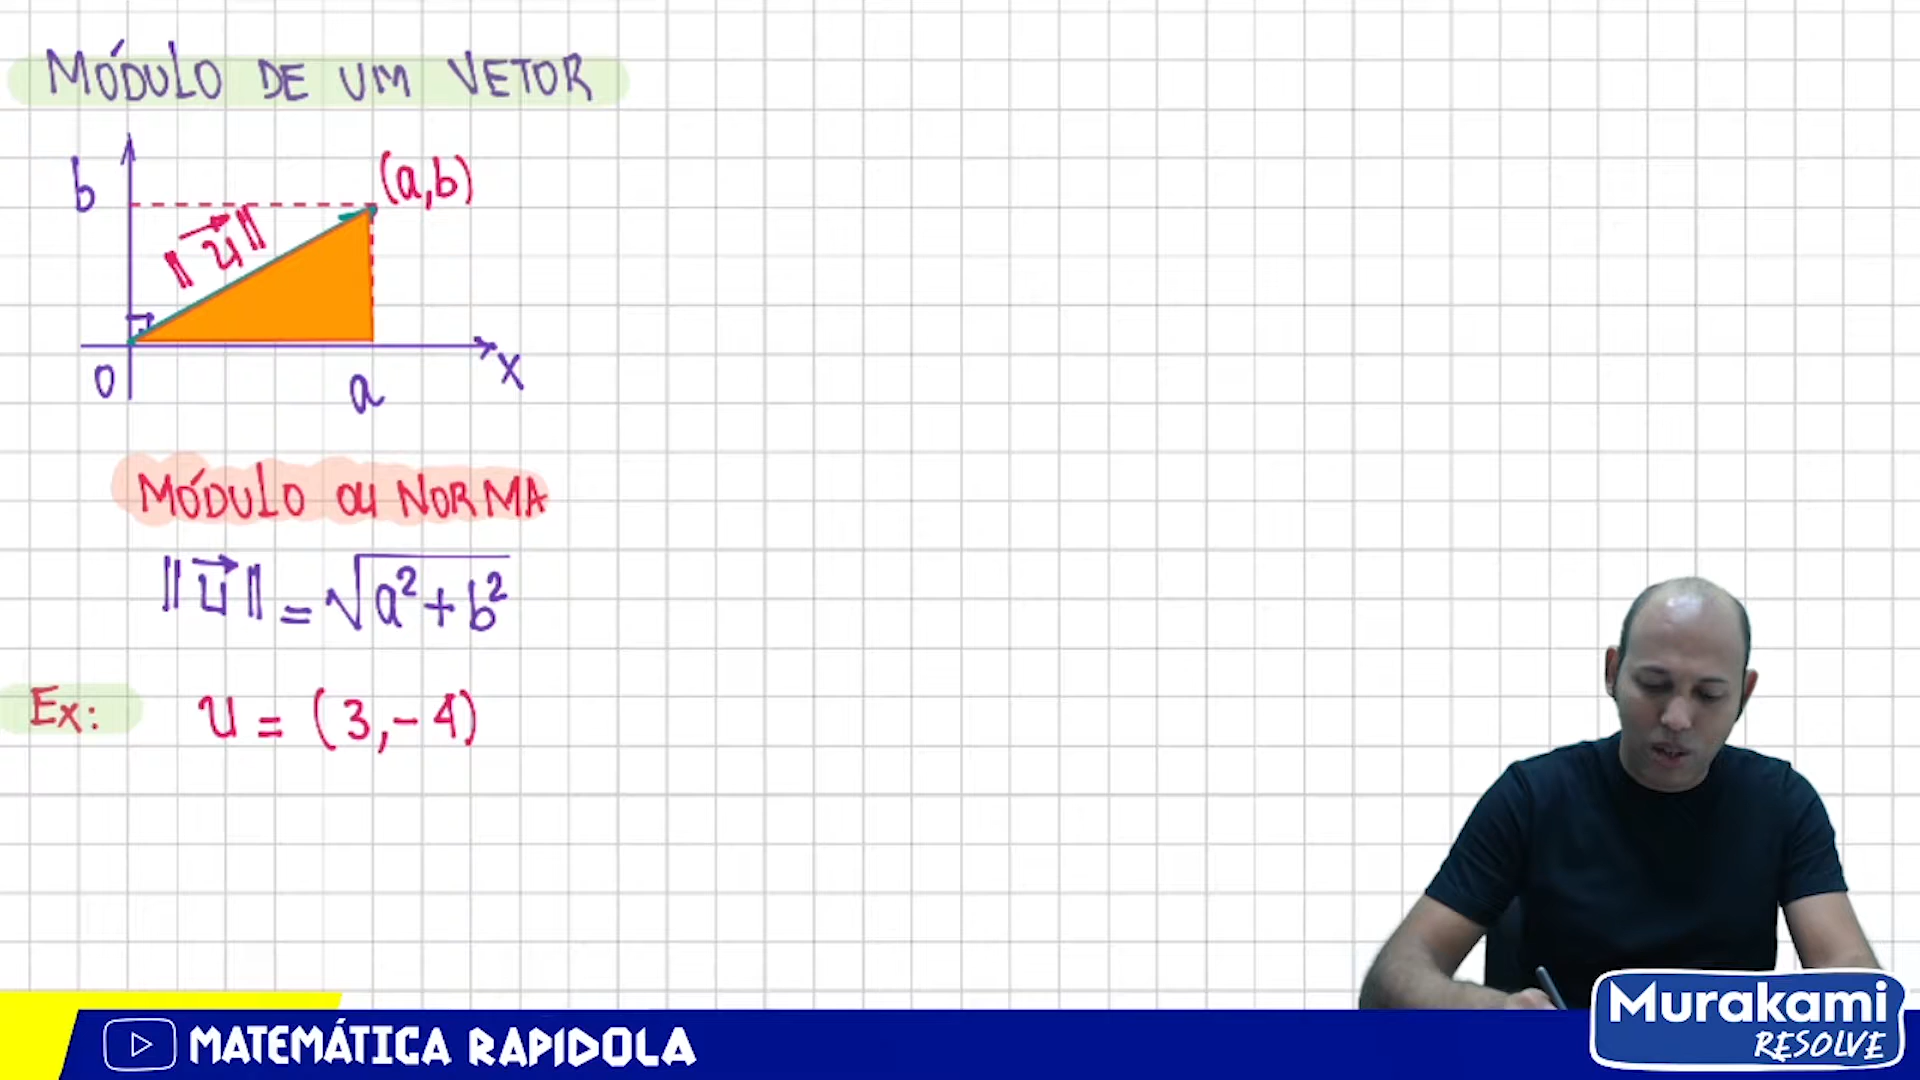 MÓDULO DE UM VETOR
b
(a,b)
‖u⃗‖
0
a
x
MÓDULO OU NORMA
‖u⃗‖ = √a²+b²
Ex: u = (3,-4)
MATEMÁTICA RAPIDOLA
Murakami
RESOLVE